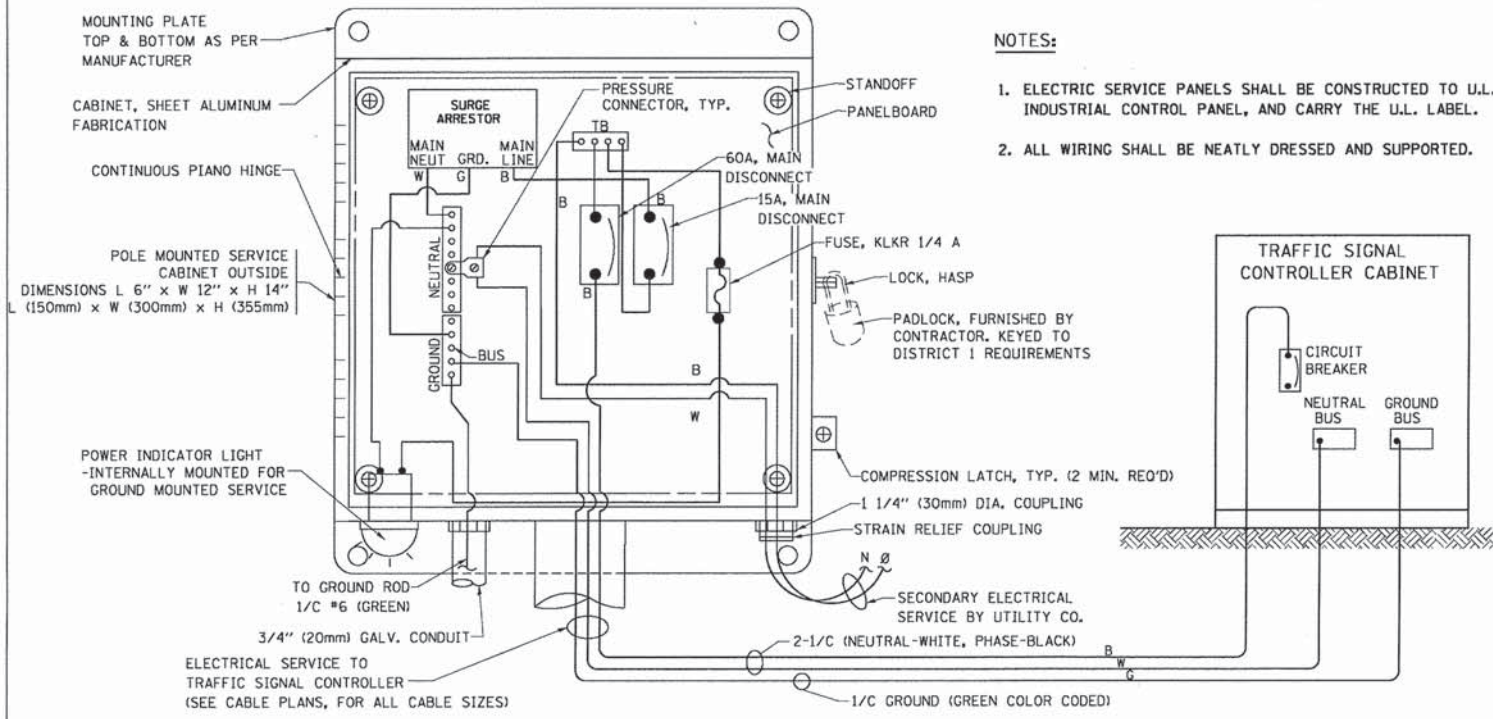 MOUNTING PLATE
TOP & BOTTOM AS PER
MANUFACTURER
CABINET, SHEET ALUMINUM
FABRICATION
CONTINUOUS PIANO HINGE
POLE MOUNTED SERVICE
CABINET OUTSIDE
DIMENSIONS L 6" x W 12" x H 14"
L (150mm) x W (300mm) x H (355mm)
POWER INDICATOR LIGHT
-INTERNALLY MOUNTED FOR
GROUND MOUNTED SERVICE
TO GROUND ROD
1/C #6 (GREEN)
3/4" (20mm) GALV. CONDUIT
ELECTRICAL SERVICE TO
TRAFFIC SIGNAL CONTROLLER
(SEE CABLE PLANS, FOR ALL CABLE SIZES)
SURGE
ARRESTOR
MAIN
NEUT
GRD.
MAIN
LINE
W
G
B
PRESSURE
CONNECTOR, TYP.
TB
NEUTRAL
GROUND
BUS
B
B
B
B
W
60A, MAIN
DISCONNECT
15A, MAIN
DISCONNECT
STANDOFF
PANELBOARD
FUSE, KLKR 1/4 A
LOCK, HASP
PADLOCK, FURNISHED BY
CONTRACTOR. KEYED TO
DISTRICT 1 REQUIREMENTS
COMPRESSION LATCH, TYP. (2 MIN. REQ'D)
1 1/4" (30mm) DIA. COUPLING
STRAIN RELIEF COUPLING
N Ø
SECONDARY ELECTRICAL
SERVICE BY UTILITY CO.
2-1/C (NEUTRAL-WHITE, PHASE-BLACK)
1/C GROUND (GREEN COLOR CODED)
B
W
G
NOTES:
1. ELECTRIC SERVICE PANELS SHALL BE CONSTRUCTED TO U.L.
INDUSTRIAL CONTROL PANEL, AND CARRY THE U.L. LABEL.
2. ALL WIRING SHALL BE NEATLY DRESSED AND SUPPORTED.
TRAFFIC SIGNAL
CONTROLLER CABINET
CIRCUIT
BREAKER
NEUTRAL
BUS
GROUND
BUS